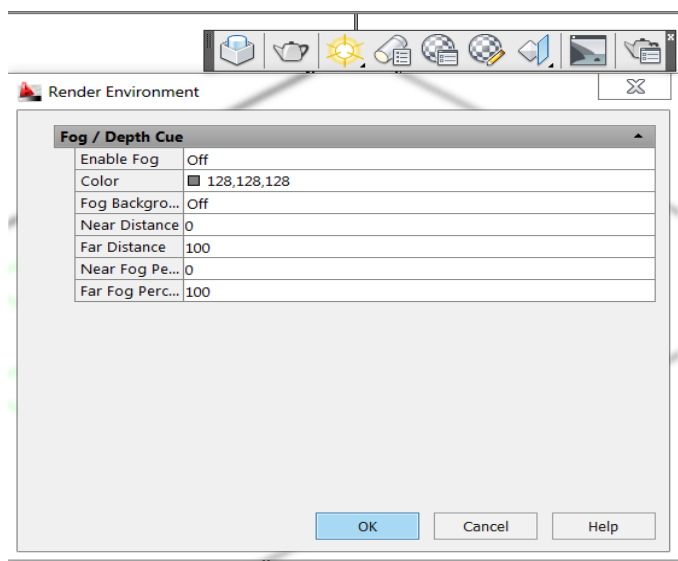 Render Environment
Fog / Depth Cue
Enable Fog Off
Color 128,128,128
Fog Backgro... Off
Near Distance 0
Far Distance 100
Near Fog Pe... 0
Far Fog Perc... 100
OK Cancel Help